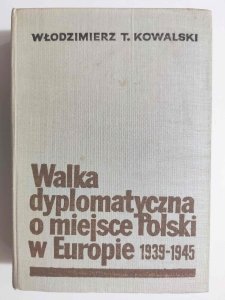 WŁODZIMIERZ T. KOWALSKI
Walka
dyplomatyczna
o miejsce Polski
w Europie 1939-1945